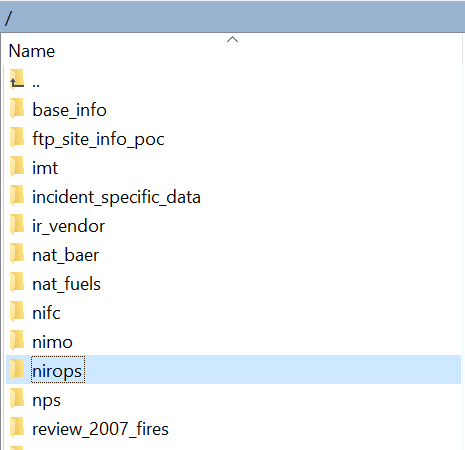 /
Name
..
base_info
ftp_site_info_poc
imt
incident_specific_data
ir_vendor
nat_baer
nat_fuels
nifc
nimo
nirops
nps
review_2007_fires